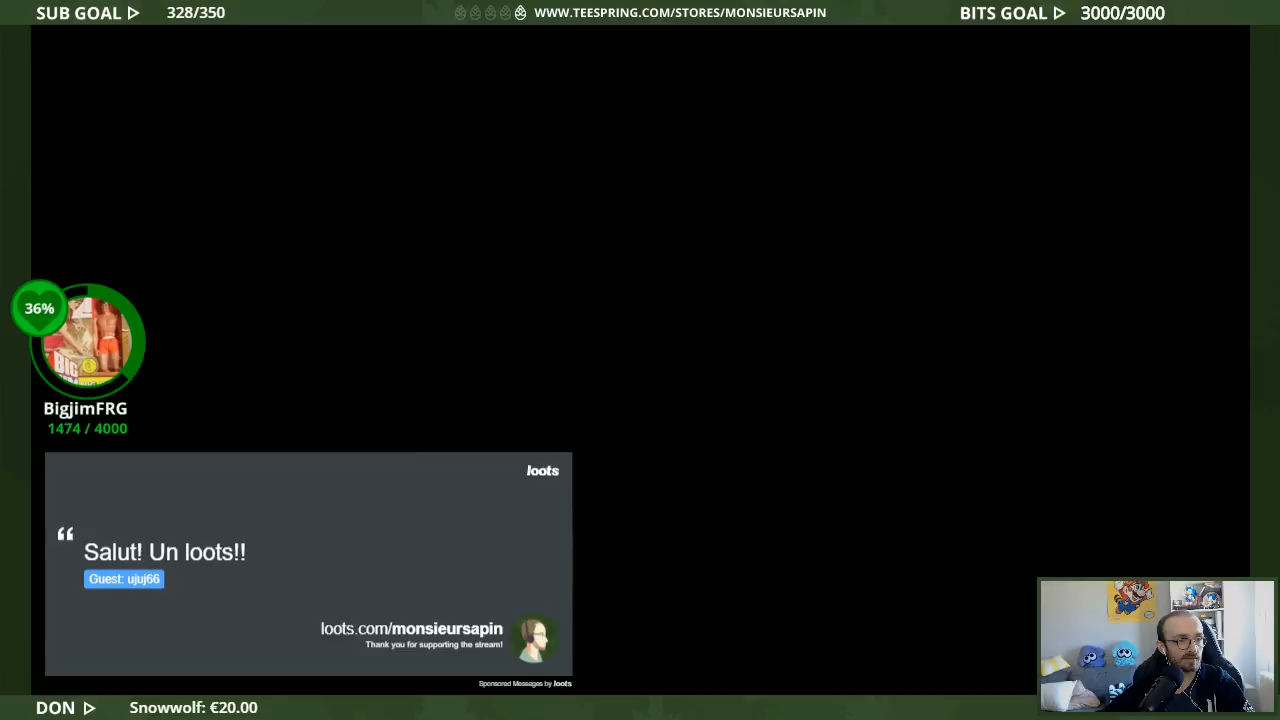 SUB GOAL 328/350
WWW.TEESPRING.COM/STORES/MONSIEURSAPIN
BITS GOAL 3000/3000
36%
BIG
BigjimFRG
1474 / 4000
loots
“
Salut! Un loots!!
Guest: ujuj66
loots.com/monsieursapin
Thank you for supporting the stream!
Sponsored Messages by loots
DON Snowwolf: €20.00